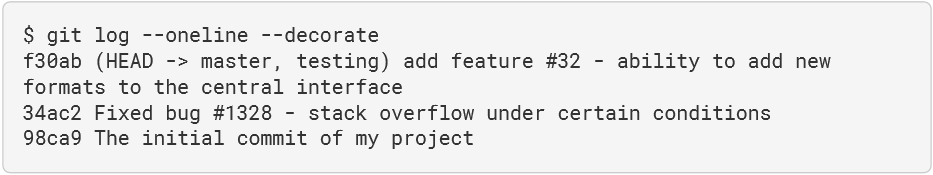 $ git log --oneline --decorate
f30ab (HEAD -> master, testing) add feature #32 - ability to add new
formats to the central interface
34ac2 Fixed bug #1328 - stack overflow under certain conditions
98ca9 The initial commit of my project